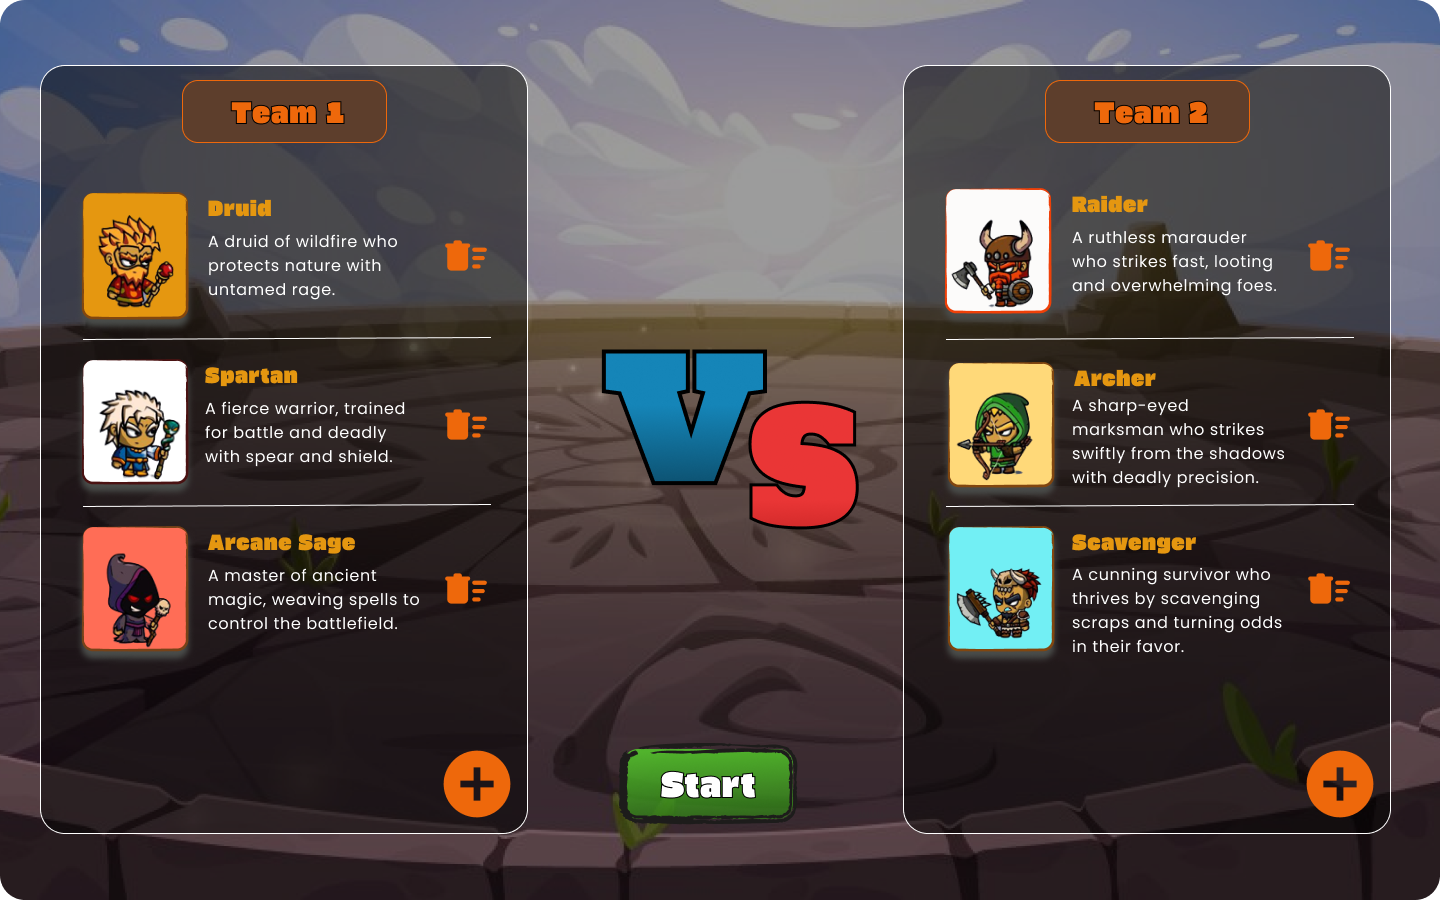 Team 1
Druid
A druid of wildfire who
protects nature with
untamed rage.
Spartan
A fierce warrior, trained
for battle and deadly
with spear and shield.
Arcane Sage
A master of ancient
magic, weaving spells to
control the battlefield.
Vs
Start
Team 2
Raider
A ruthless marauder
who strikes fast, looting
and overwhelming foes.
Archer
A sharp-eyed
marksman who strikes
swiftly from the shadows
with deadly precision.
Scavenger
A cunning survivor who
thrives by scavenging
scraps and turning odds
in their favor.